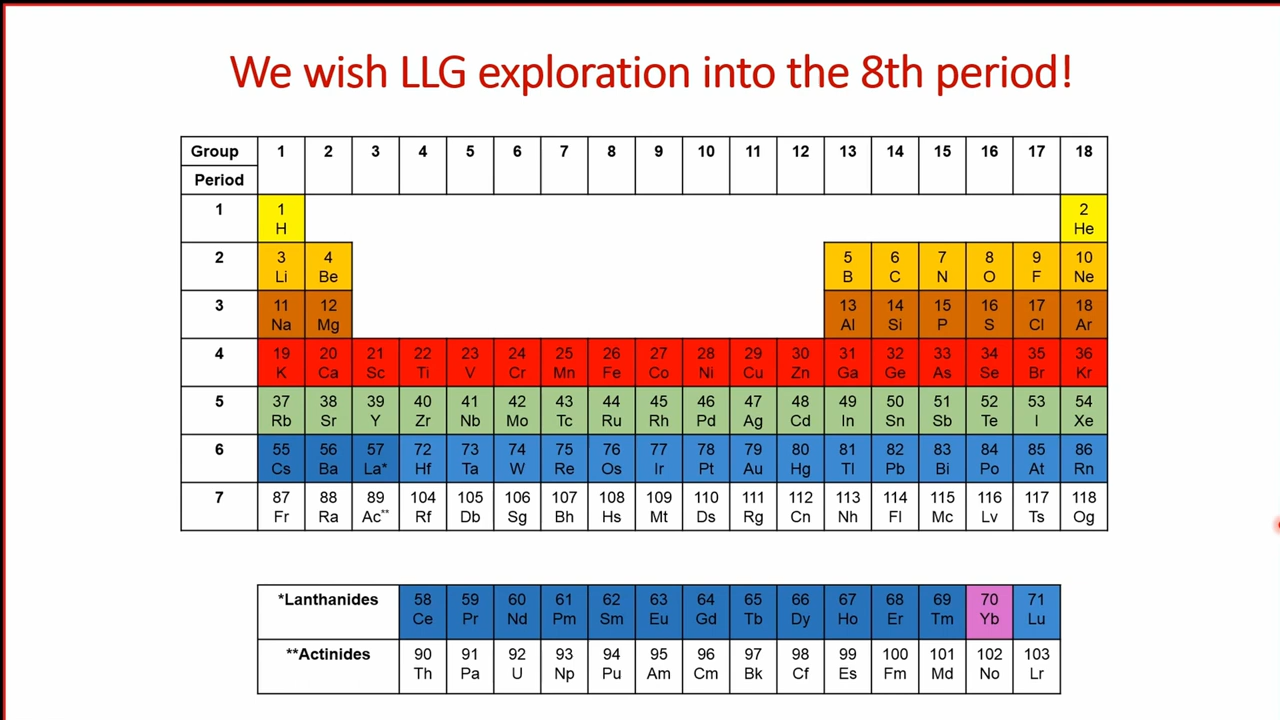 We wish LLG exploration into the 8th period!
Group 1 2 3 4 5 6 7 8 9 10 11 12 13 14 15 16 17 18
Period
1 1 2
H He
2 3 4 5 6 7 8 9 10
Li Be B C N O F Ne
3 11 12 13 14 15 16 17 18
Na Mg Al Si P S Cl Ar
4 19 20 21 22 23 24 25 26 27 28 29 30 31 32 33 34 35 36
K Ca Sc Ti V Cr Mn Fe Co Ni Cu Zn Ga Ge As Se Br Kr
5 37 38 39 40 41 42 43 44 45 46 47 48 49 50 51 52 53 54
Rb Sr Y Zr Nb Mo Tc Ru Rh Pd Ag Cd In Sn Sb Te I Xe
6 55 56 57 72 73 74 75 76 77 78 79 80 81 82 83 84 85 86
Cs Ba La* Hf Ta W Re Os Ir Pt Au Hg Tl Pb Bi Po At Rn
7 87 88 89 104 105 106 107 108 109 110 111 112 113 114 115 116 117 118
Fr Ra Ac** Rf Db Sg Bh Hs Mt Ds Rg Cn Nh Fl Mc Lv Ts Og
*Lanthanides 58 59 60 61 62 63 64 65 66 67 68 69 70 71
Ce Pr Nd Pm Sm Eu Gd Tb Dy Ho Er Tm Yb Lu
**Actinides 90 91 92 93 94 95 96 97 98 99 100 101 102 103
Th Pa U Np Pu Am Cm Bk Cf Es Fm Md No Lr